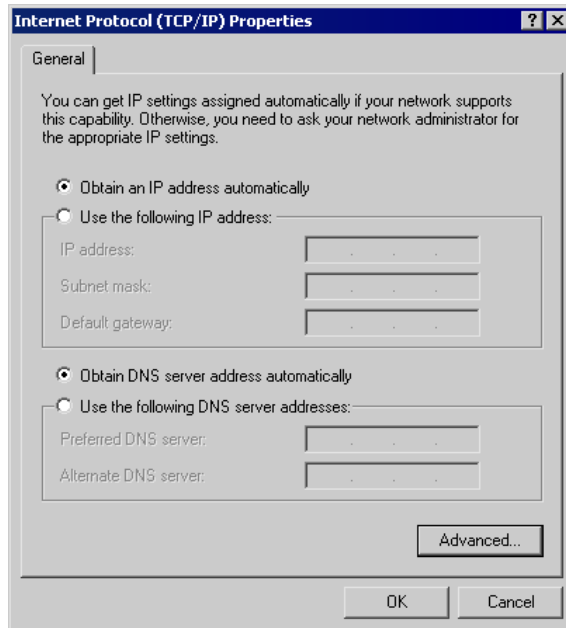 Internet Protocol (TCP/IP) Properties
General
You can get IP settings assigned automatically if your network supports
this capability. Otherwise, you need to ask your network administrator for
the appropriate IP settings.
Obtain an IP address automatically
Use the following IP address:
IP address:
Subnet mask:
Default gateway:
Obtain DNS server address automatically
Use the following DNS server addresses:
Preferred DNS server:
Alternate DNS server:
Advanced...
OK
Cancel